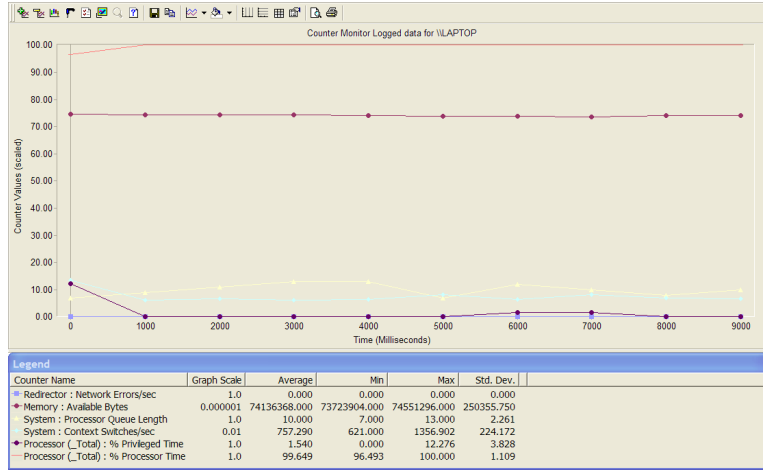 Counter Monitor Logged data for \\LAPTOP
100.00
90.00
80.00
70.00
60.00
50.00
40.00
30.00
20.00
10.00
0.00
Counter Values (scaled)
0 1000 2000 3000 4000 5000 6000 7000 8000 9000
Time (Milliseconds)
Legend
Counter Name Graph Scale Average Min Max Std. Dev.
Redirector : Network Errors/sec 1.0 0.000 0.000 0.000 0.000
Memory : Available Bytes 0.000001 74136368.000 73723904.000 74551296.000 250355.750
System : Processor Queue Length 1.0 10.000 7.000 13.000 2.261
System : Context Switches/sec 0.01 757.290 621.000 1356.902 224.172
Processor (_Total) : % Privileged Time 1.0 1.540 0.000 12.276 3.828
Processor (_Total) : % Processor Time 1.0 99.649 96.493 100.000 1.109